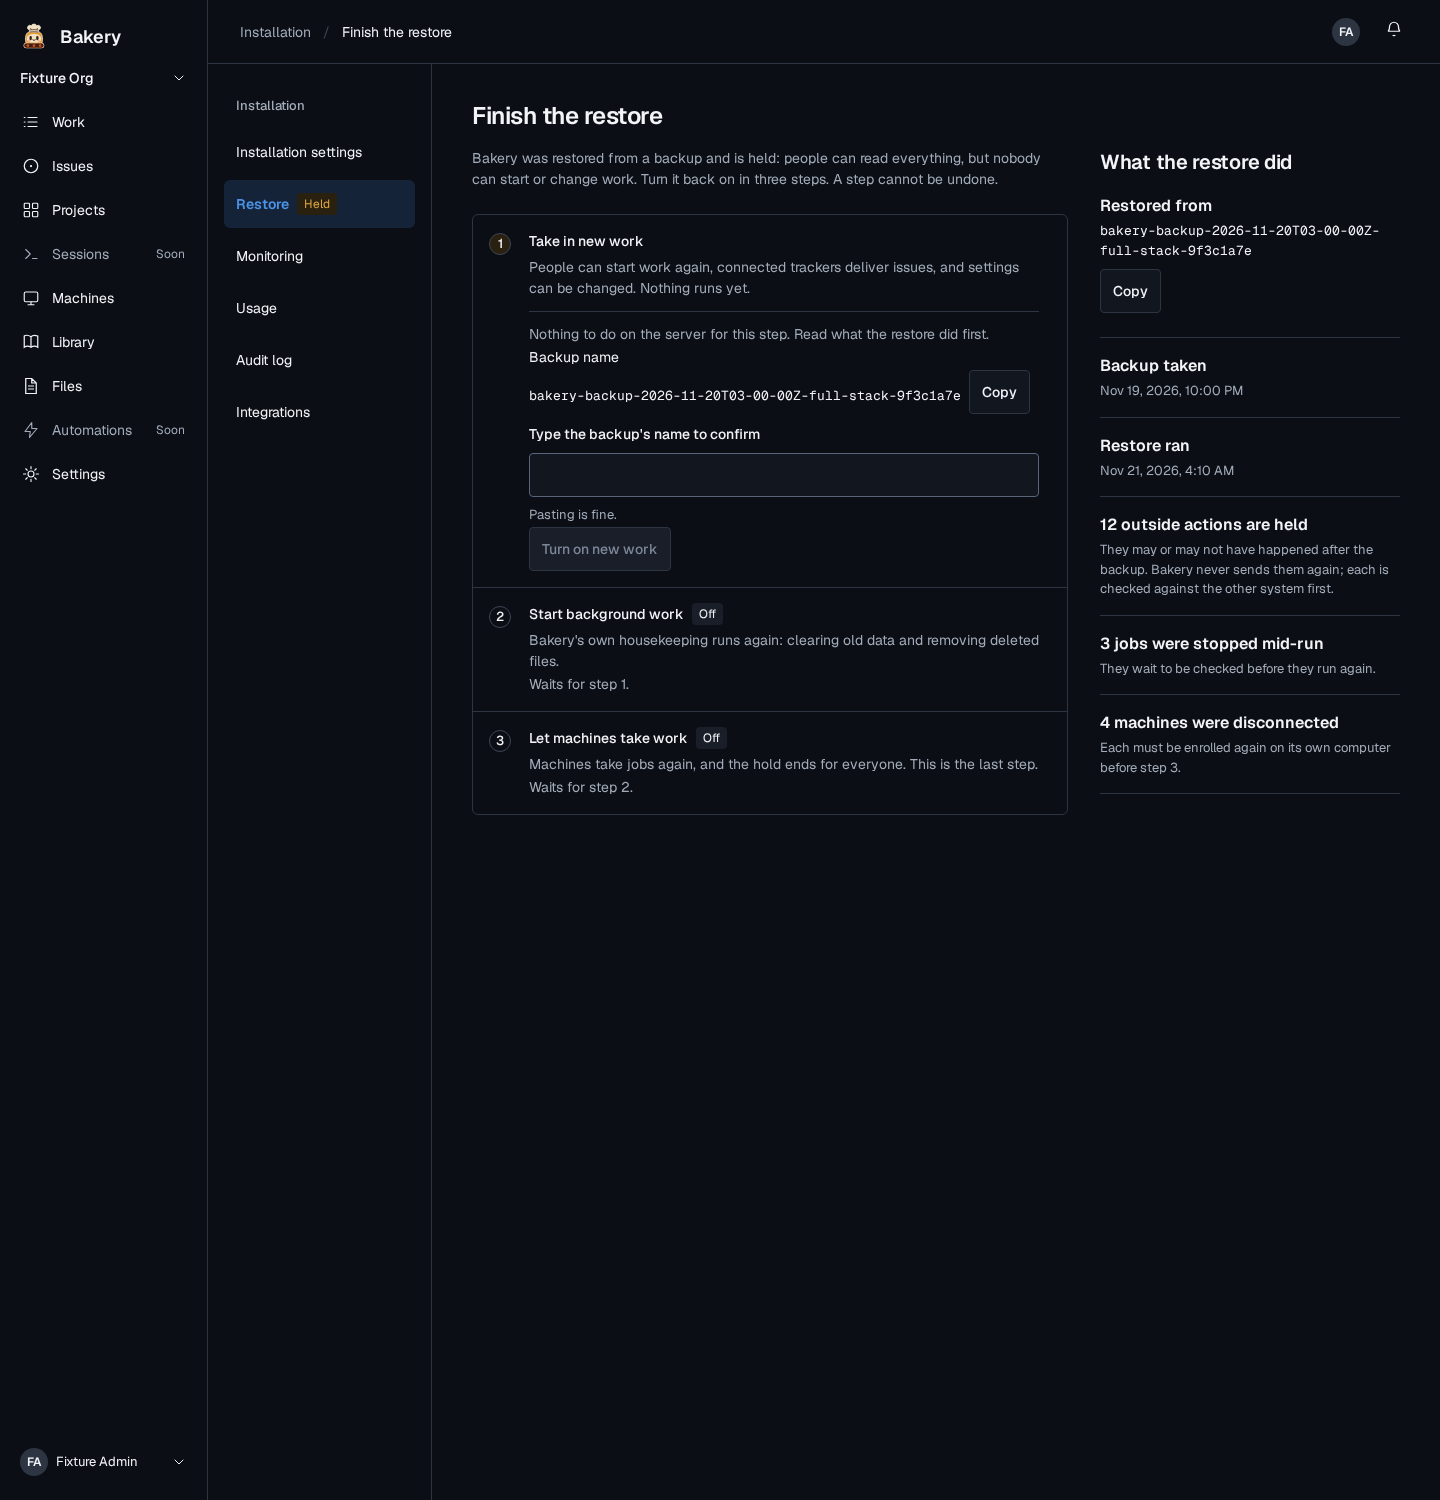 Bakery
Fixture Org
Work
Issues
Projects
Sessions Soon
Machines
Library
Files
Automations Soon
Settings
FA Fixture Admin
Installation / Finish the restore
FA
Installation
Installation settings
Restore Held
Monitoring
Usage
Audit log
Integrations
Finish the restore
Bakery was restored from a backup and is held: people can read everything, but nobody
can start or change work. Turn it back on in three steps. A step cannot be undone.
1 Take in new work
People can start work again, connected trackers deliver issues, and settings
can be changed. Nothing runs yet.
Nothing to do on the server for this step. Read what the restore did first.
Backup name
bakery-backup-2026-11-20T03-00-00Z-full-stack-9f3c1a7e Copy
Type the backup's name to confirm
Pasting is fine.
Turn on new work
2 Start background work Off
Bakery's own housekeeping runs again: clearing old data and removing deleted
files.
Waits for step 1.
3 Let machines take work Off
Machines take jobs again, and the hold ends for everyone. This is the last step.
Waits for step 2.
What the restore did
Restored from
bakery-backup-2026-11-20T03-00-00Z-
full-stack-9f3c1a7e
Copy
Backup taken
Nov 19, 2026, 10:00 PM
Restore ran
Nov 21, 2026, 4:10 AM
12 outside actions are held
They may or may not have happened after the
backup. Bakery never sends them again; each is
checked against the other system first.
3 jobs were stopped mid-run
They wait to be checked before they run again.
4 machines were disconnected
Each must be enrolled again on its own computer
before step 3.